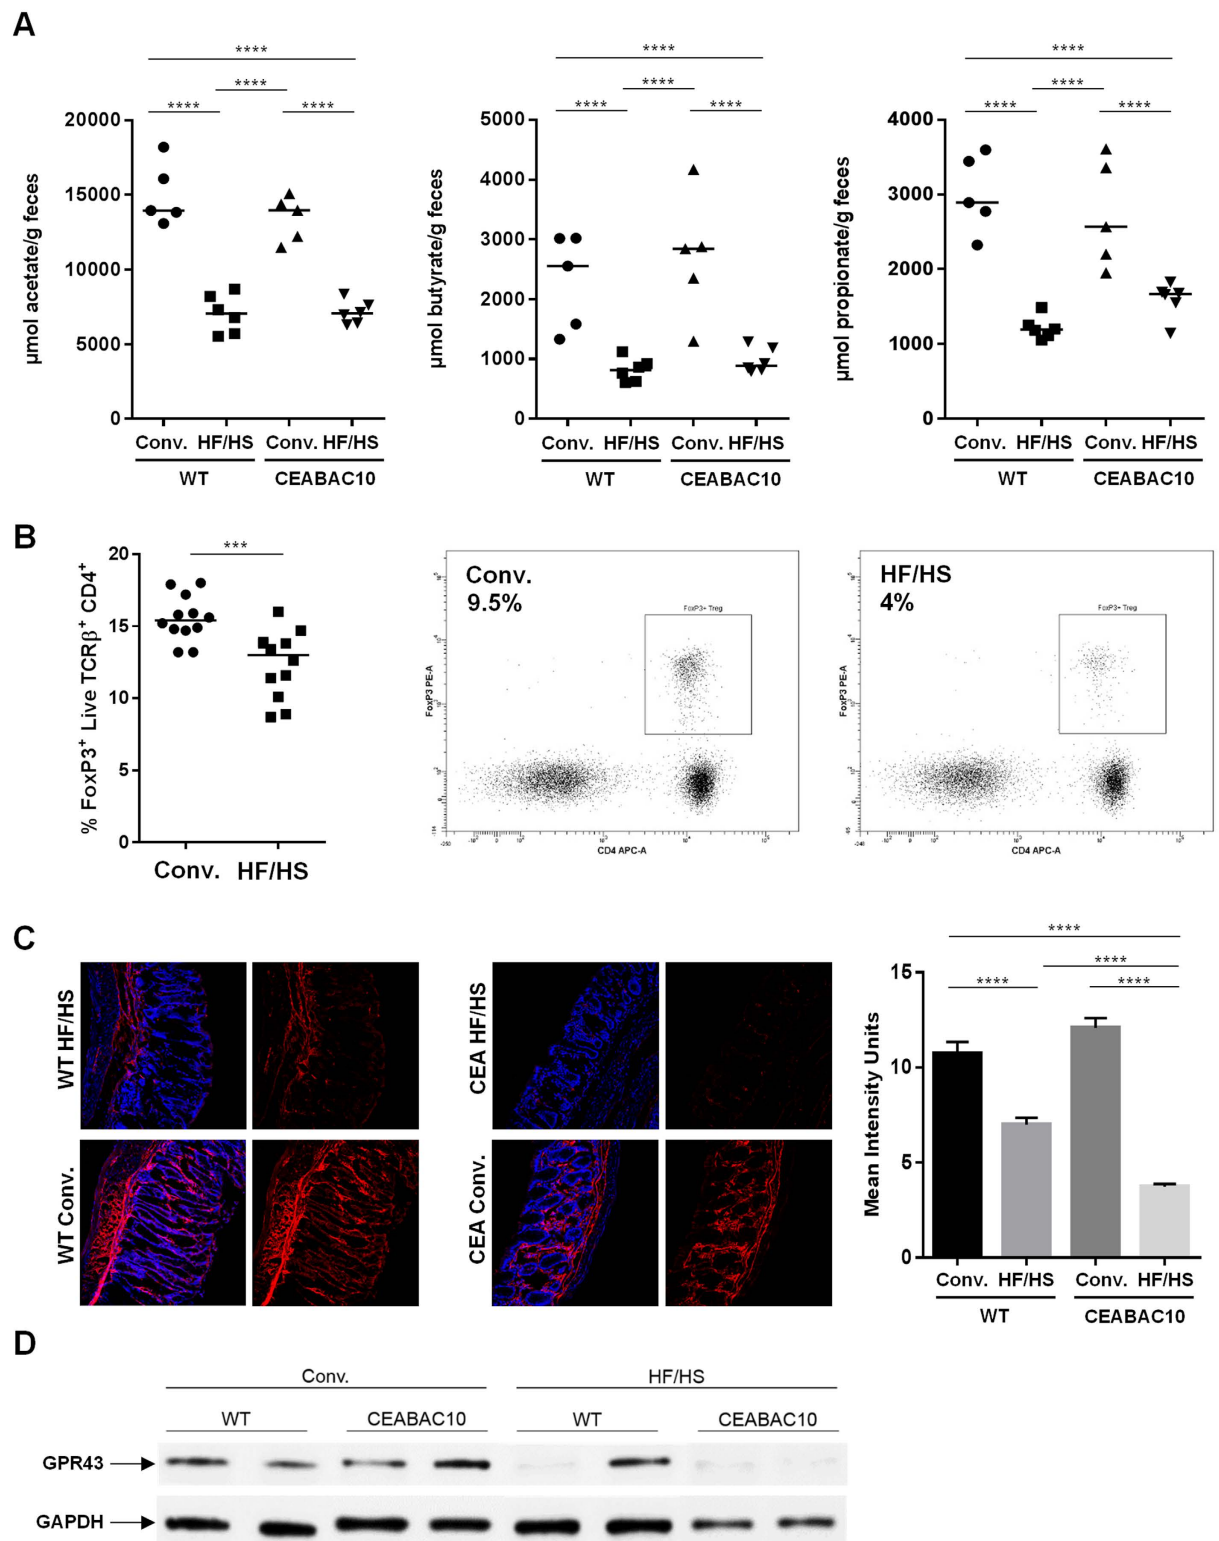 A
****
****
****
****
µmol acetate/g feces
20000
15000
10000
5000
0
Conv. HF/HS Conv. HF/HS
WT CEABAC10
****
****
****
****
µmol butyrate/g feces
5000
4000
3000
2000
1000
0
Conv. HF/HS Conv. HF/HS
WT CEABAC10
****
****
****
****
µmol propionate/g feces
4000
3000
2000
1000
0
Conv. HF/HS Conv. HF/HS
WT CEABAC10
B
***
% FoxP3+ Live TCRβ+ CD4+
20
15
10
5
0
Conv. HF/HS
Conv.
9.5%
FoxP3+ Treg
FoxP3 PE-A
CD4 APC-A
HF/HS
4%
FoxP3+ Treg
FoxP3 PE-A
CD4 APC-A
C
WT HF/HS
WT Conv.
CEA HF/HS
CEA Conv.
****
****
****
****
Mean Intensity Units
15
10
5
0
Conv. HF/HS Conv. HF/HS
WT CEABAC10
D
Conv. HF/HS
WT CEABAC10 WT CEABAC10
GPR43
GAPDH